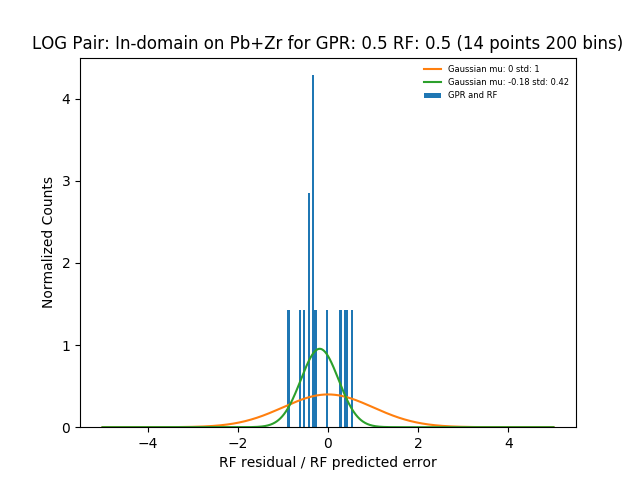 LOG Pair: In-domain on Pb+Zr for GPR: 0.5 RF: 0.5 (14 points 200 bins)
Gaussian mu: 0 std: 1
Gaussian mu: -0.18 std: 0.42
GPR and RF
Normalized Counts
4
3
2
1
0
−4 −2 0 2 4
RF residual / RF predicted error